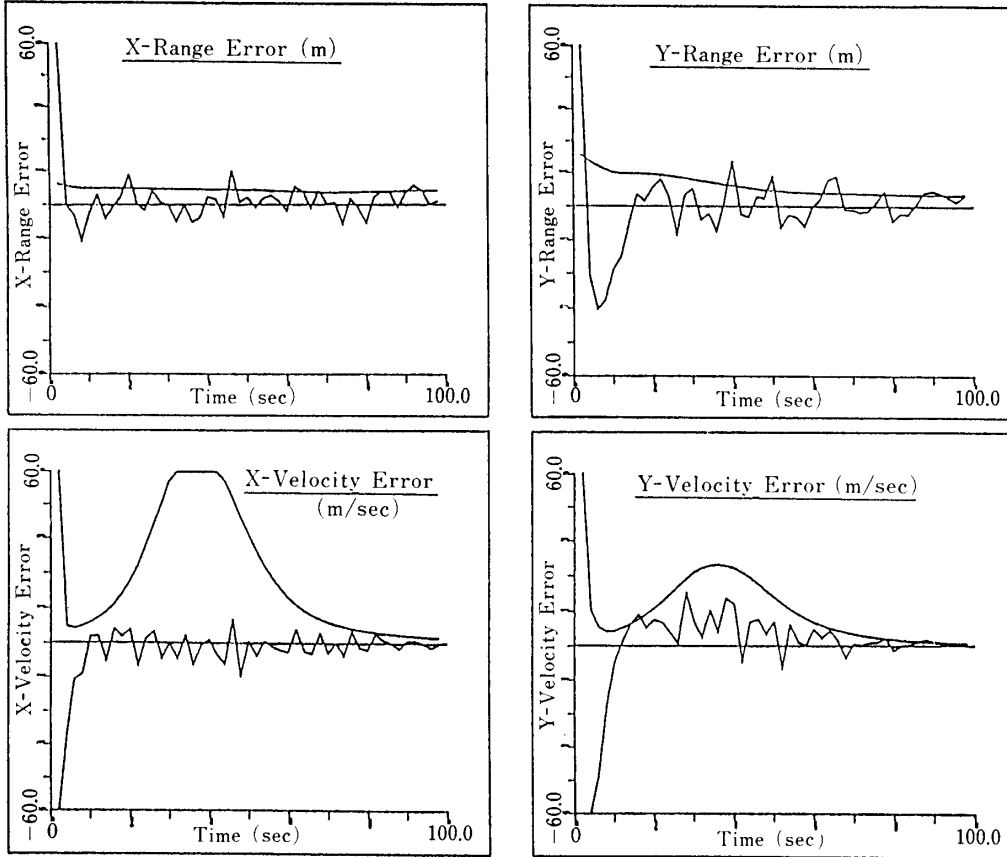 X-Range Error (m)
60.0
X-Range Error
-60.0
0
Time (sec)
100.0
Y-Range Error (m)
60.0
Y-Range Error
-60.0
0
Time (sec)
100.0
X-Velocity Error
(m/sec)
60.0
X-Velocity Error
-60.0
0
Time (sec)
100.0
Y-Velocity Error (m/sec)
60.0
Y-Velocity Error
-60.0
0
Time (sec)
100.0